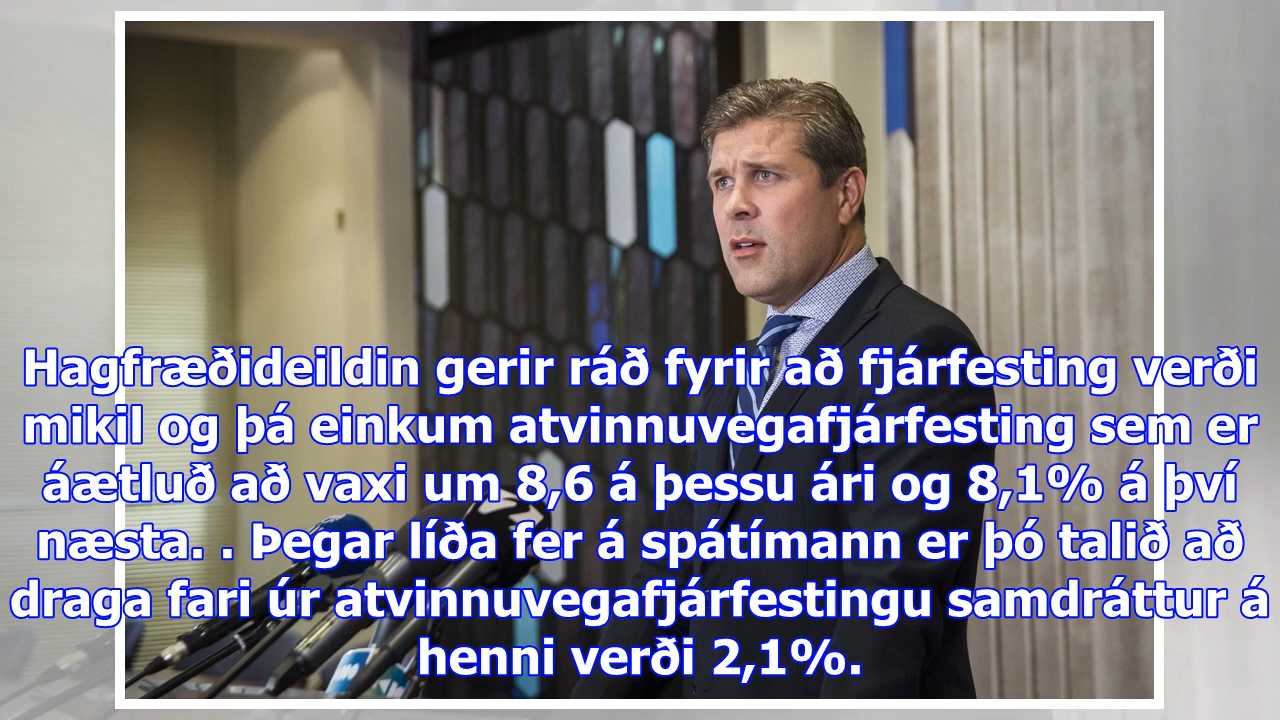 Hagfræðideildin gerir ráð fyrir að fjárfesting verði
mikil og þá einkum atvinnuvegafjárfesting sem er
áætluð að vaxi um 8,6 á þessu ári og 8,1% á því
næsta. . Þegar líða fer á spátímann er þó talið að
draga fari úr atvinnuvegafjárfestingu samdráttur á
henni verði 2,1%.